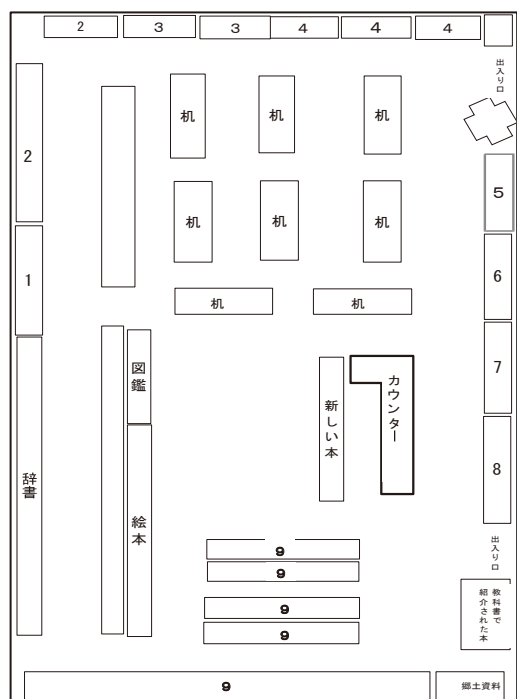 2
3
3
4
4
4
出入り口
机
机
机
2
5
机
机
机
6
1
机
机
図鑑
カウンター
7
新しい本
辞書
絵本
8
出入り口
9
9
9
9
教科書で
紹介された本
9
郷土資料